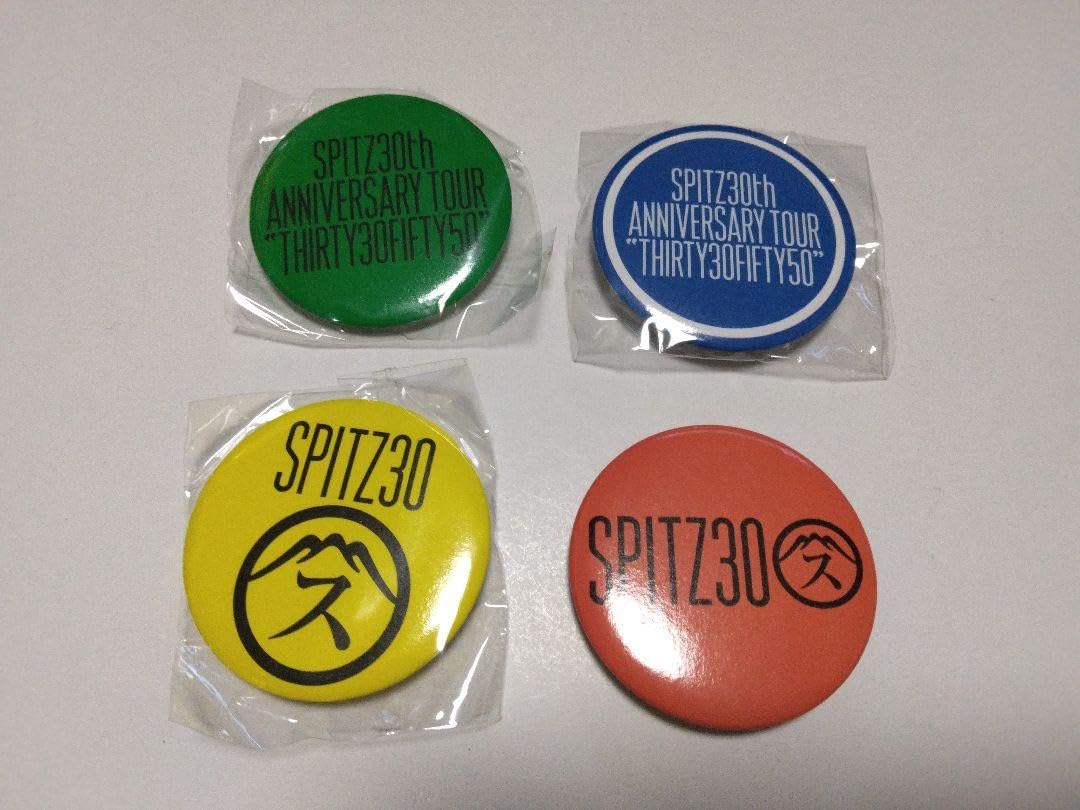 SPITZ30th
ANNIVERSARY TOUR
“THIRTY30FIFTY50”
SPITZ30th
ANNIVERSARY TOUR
“THIRTY30FIFTY50”
SPITZ30
ス
SPITZ30 ス